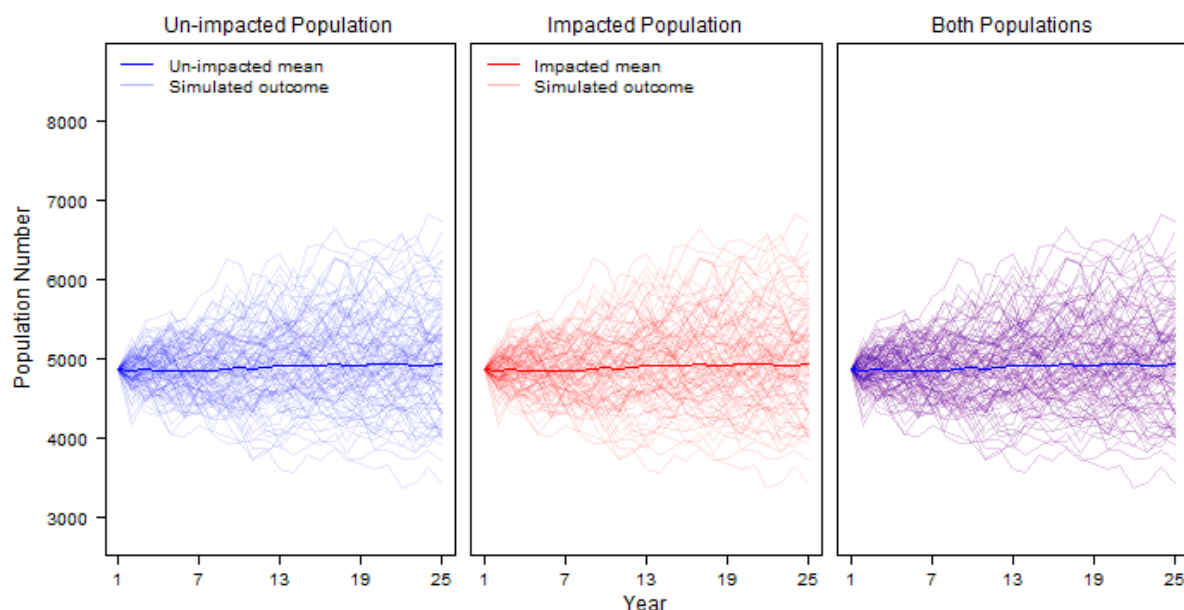 Un-impacted Population
Impacted Population
Both Populations
Un-impacted mean
Simulated outcome
Impacted mean
Simulated outcome
Population Number
8000
7000
6000
5000
4000
3000
1 7 13 19 25
1 7 13 19 25
1 7 13 19 25
Year